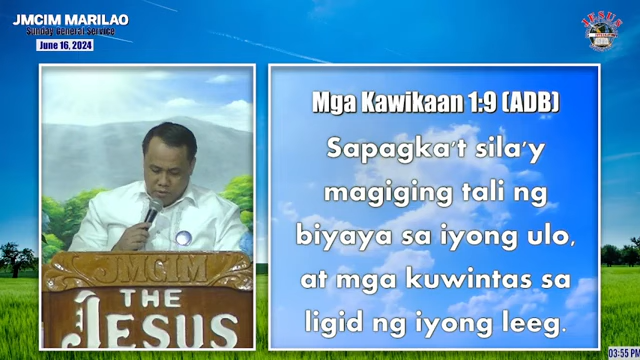 JMCIM MARILAO
Sunday General Service
June 16, 2024
JESUS
Mga Kawikaan 1:9 (ADB)
Sapagka't sila'y
magiging tali ng
biyaya sa iyong ulo,
at mga kuwintas sa
ligid ng iyong leeg.
JMCIM
THE
JESUS
03:55 PM